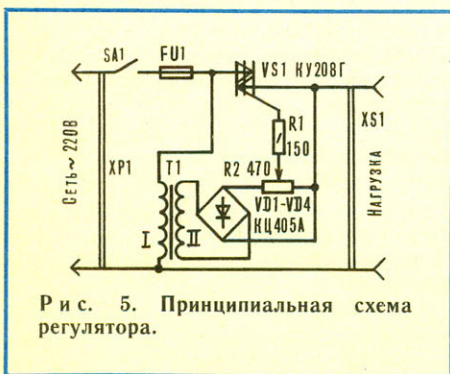 SA1
FU1
VS1 КУ208Г
R1
150
XS1
Сеть ~ 220В
XP1
T1
R2 470
VD1-VD4
КЦ405А
I
II
Нагрузка
Рис. 5. Принципиальная схема
регулятора.